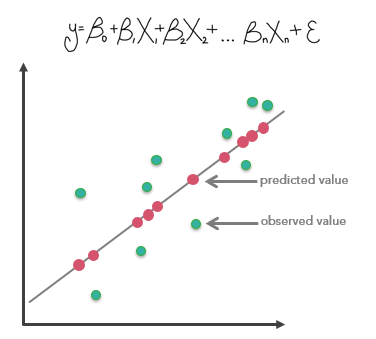 y=β₀+β₁X₁+β₂X₂+... βₙXₙ+ε
predicted value
observed value